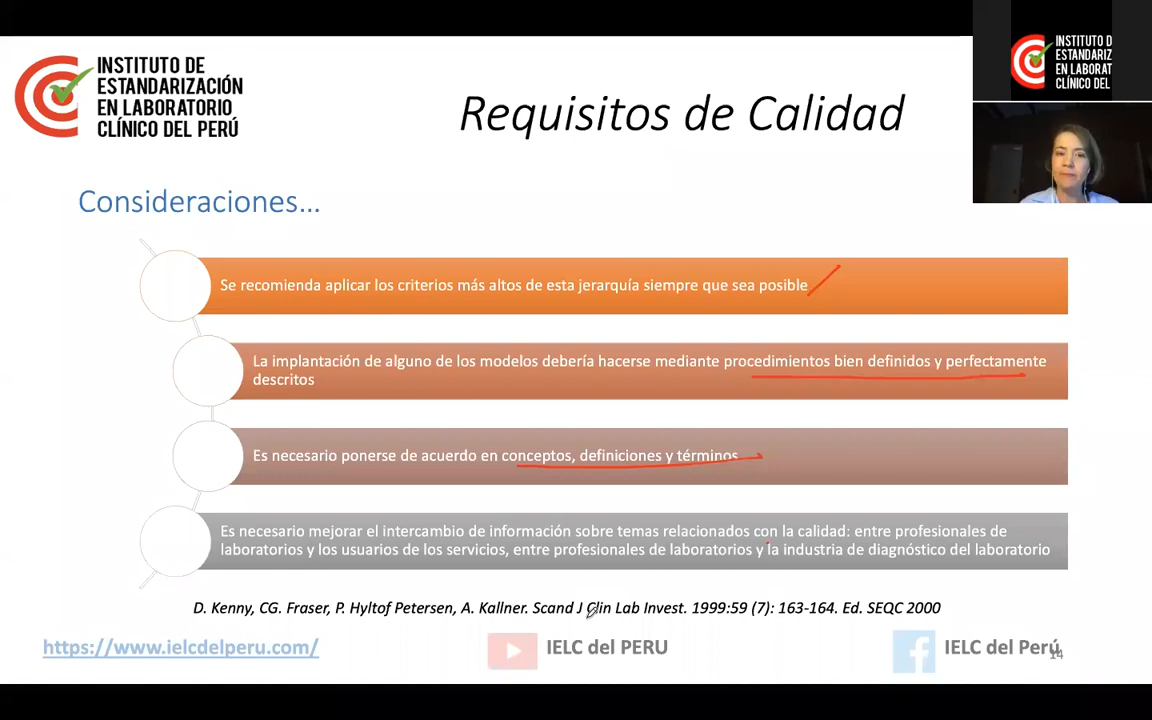 INSTITUTO DE
ESTANDARIZACIÓN
EN LABORATORIO
CLÍNICO DEL PERÚ
INSTITUTO D
ESTANDARIZ
EN LABORAT
CLÍNICO DEL
Requisitos de Calidad
Consideraciones...
Se recomienda aplicar los criterios más altos de esta jerarquía siempre que sea posible
La implantación de alguno de los modelos debería hacerse mediante procedimientos bien definidos y perfectamente
descritos
Es necesario ponerse de acuerdo en conceptos, definiciones y términos
Es necesario mejorar el intercambio de información sobre temas relacionados con la calidad: entre profesionales de
laboratorios y los usuarios de los servicios, entre profesionales de laboratorios y la industria de diagnóstico del laboratorio
D. Kenny, CG. Fraser, P. Hyltof Petersen, A. Kallner. Scand J Clin Lab Invest. 1999:59 (7): 163-164. Ed. SEQC 2000
https://www.ielcdelperu.com/
IELC del PERU
IELC del Perú
14